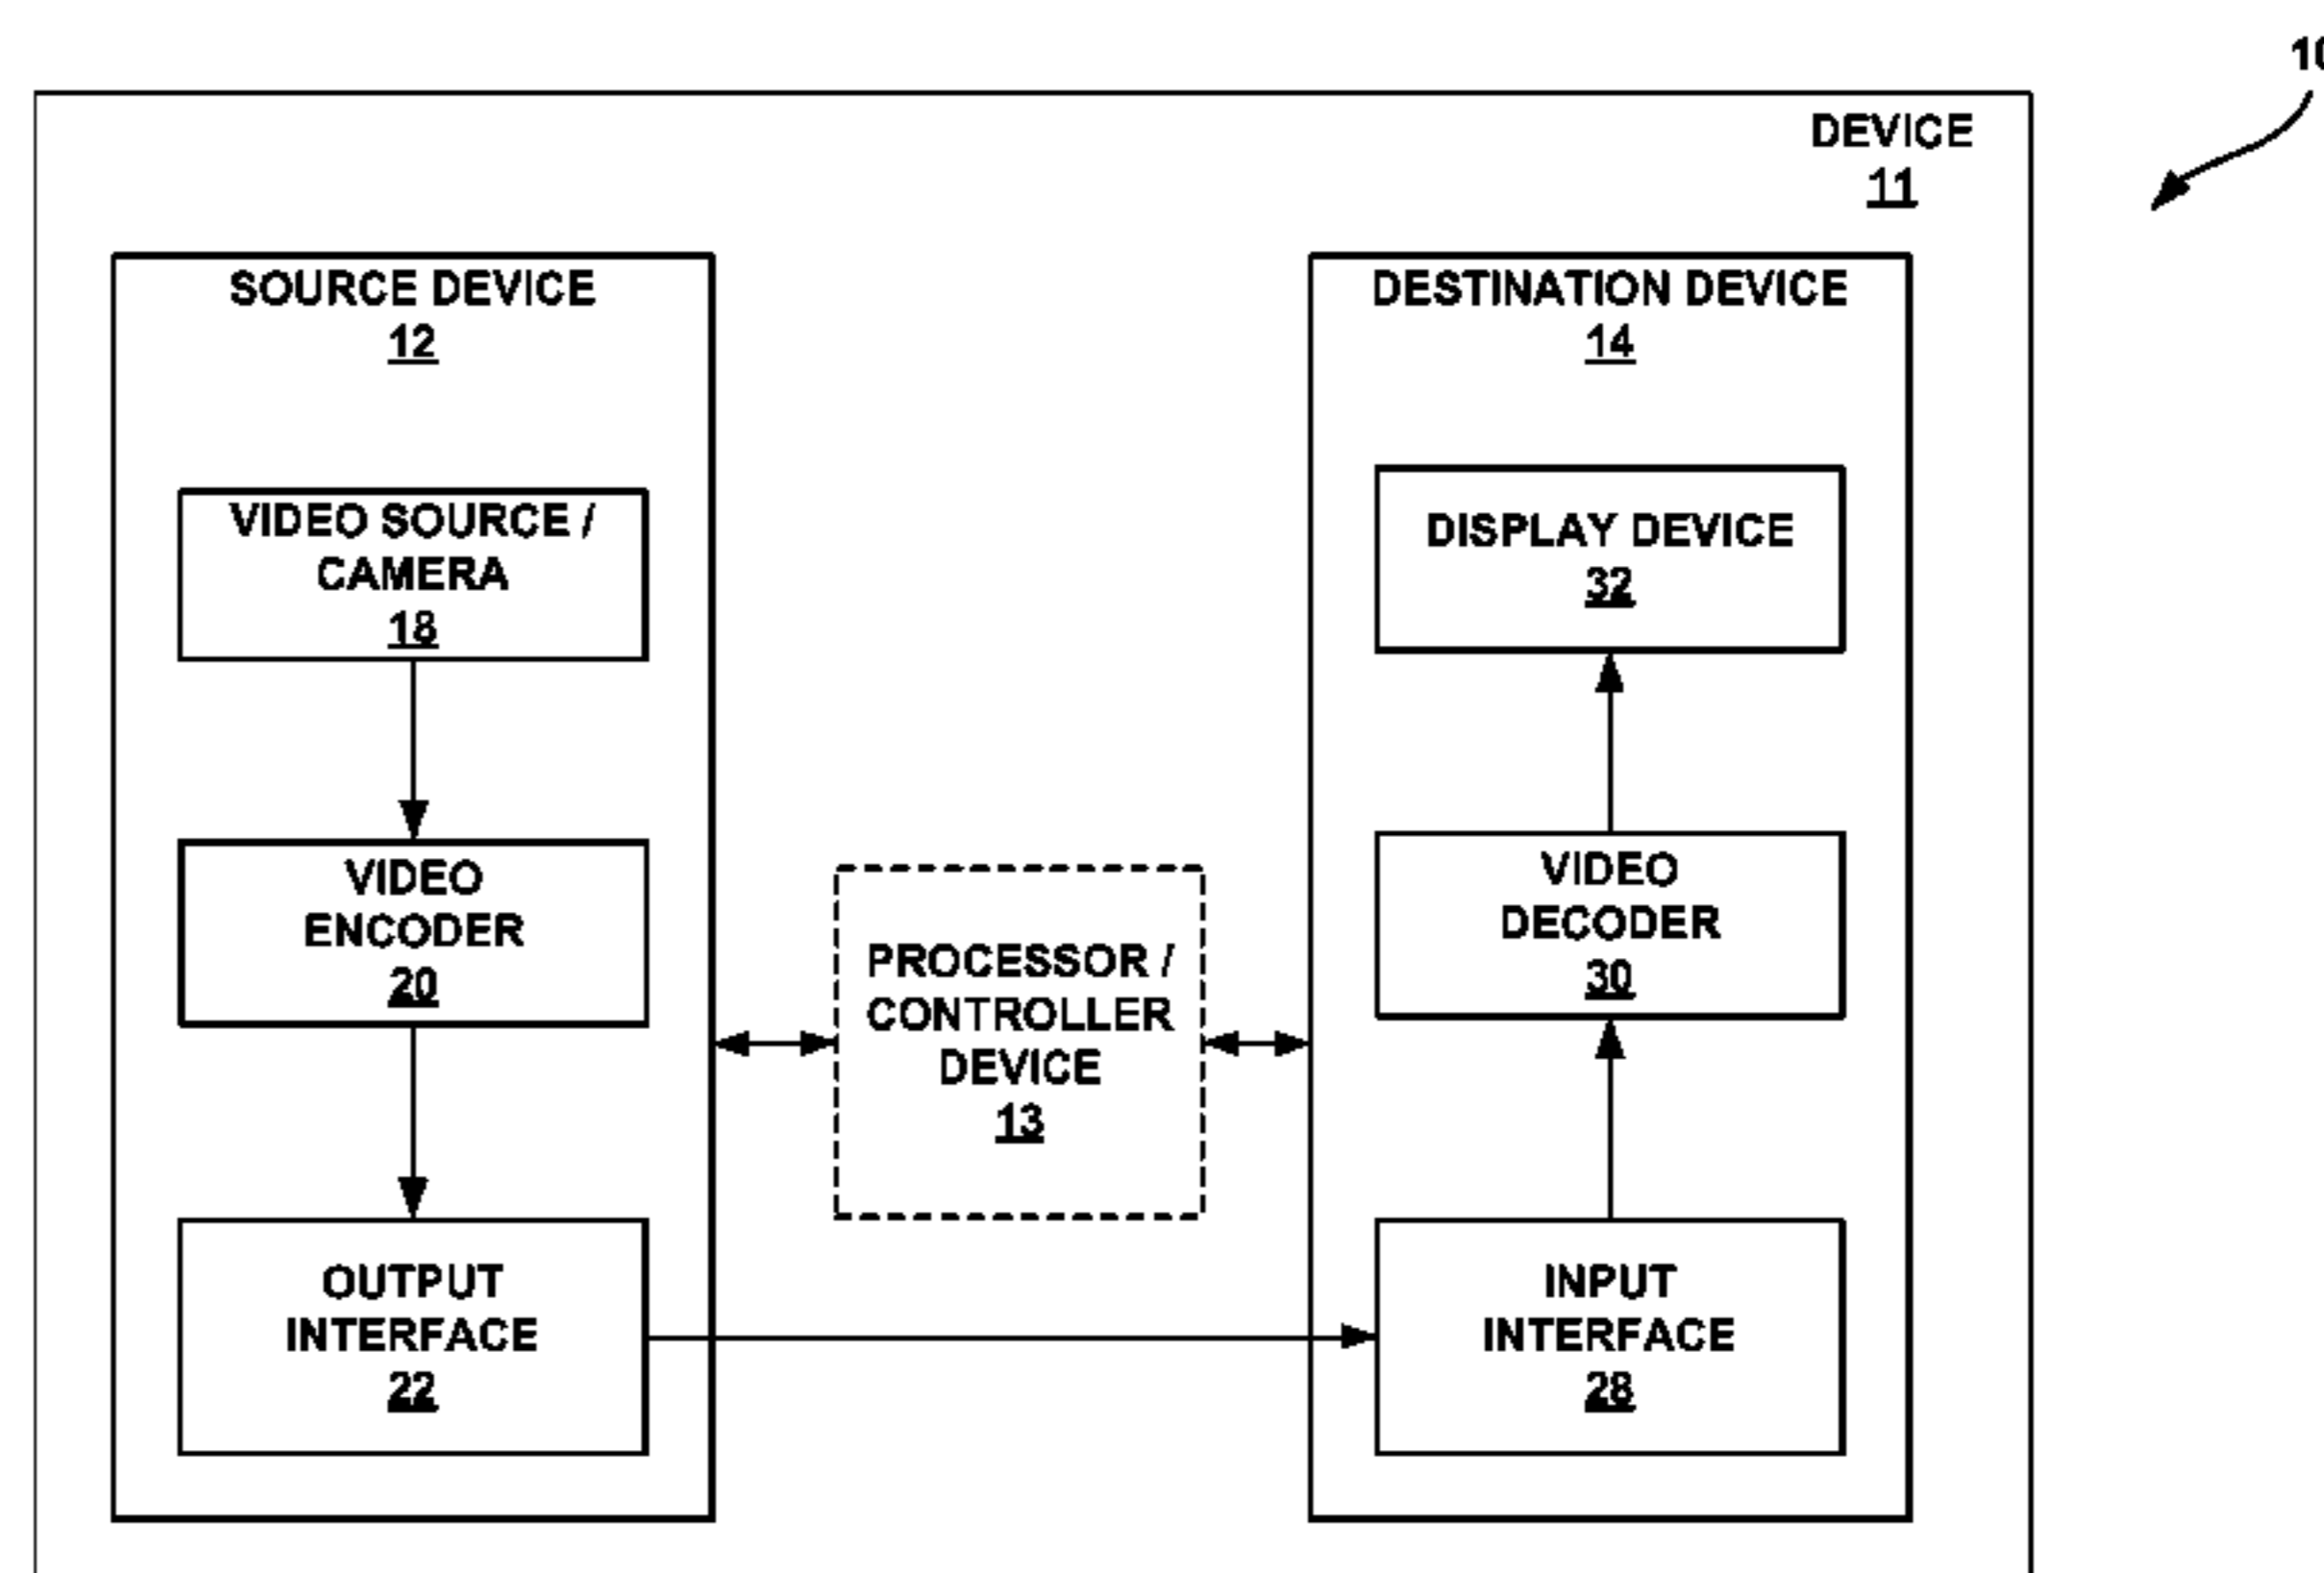 10
DEVICE
11
SOURCE DEVICE
12
VIDEO SOURCE /
CAMERA
18
VIDEO
ENCODER
20
OUTPUT
INTERFACE
22
PROCESSOR /
CONTROLLER
DEVICE
13
DESTINATION DEVICE
14
DISPLAY DEVICE
32
VIDEO
DECODER
30
INPUT
INTERFACE
28